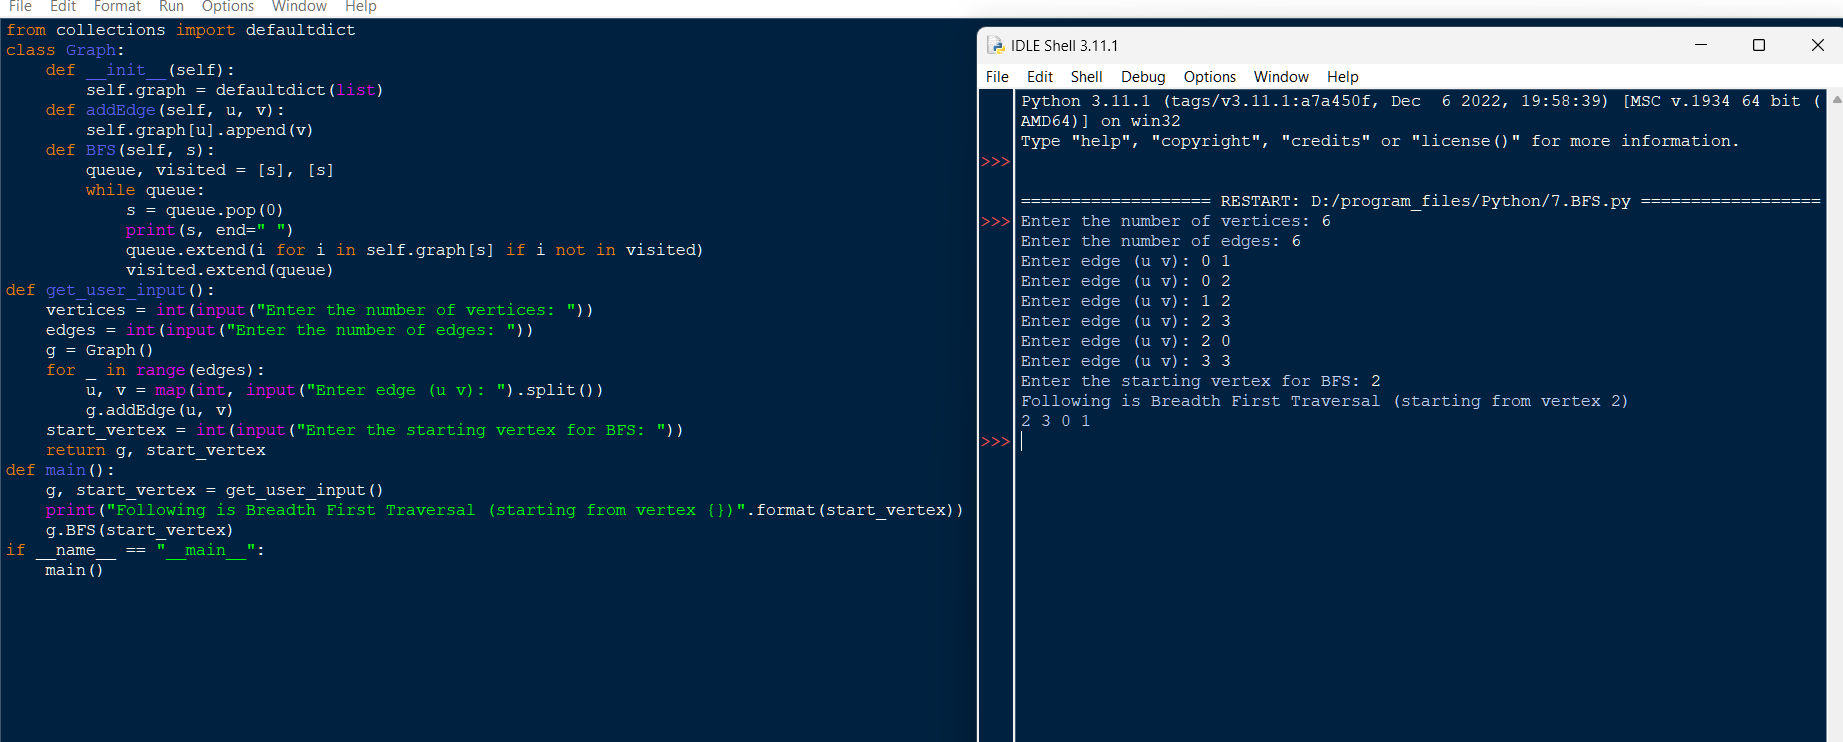 File Edit Format Run Options Window Help
from collections import defaultdict
class Graph:
    def __init__(self):
        self.graph = defaultdict(list)
    def addEdge(self, u, v):
        self.graph[u].append(v)
    def BFS(self, s):
        queue, visited = [s], [s]
        while queue:
            s = queue.pop(0)
            print(s, end=" ")
            queue.extend(i for i in self.graph[s] if i not in visited)
            visited.extend(queue)
def get_user_input():
    vertices = int(input("Enter the number of vertices: "))
    edges = int(input("Enter the number of edges: "))
    g = Graph()
    for _ in range(edges):
        u, v = map(int, input("Enter edge (u v): ").split())
        g.addEdge(u, v)
    start_vertex = int(input("Enter the starting vertex for BFS: "))
    return g, start_vertex
def main():
    g, start_vertex = get_user_input()
    print("Following is Breadth First Traversal (starting from vertex {})".format(start_vertex))
    g.BFS(start_vertex)
if __name__ == "__main__":
    main()
IDLE Shell 3.11.1
File Edit Shell Debug Options Window Help
Python 3.11.1 (tags/v3.11.1:a7a450f, Dec  6 2022, 19:58:39) [MSC v.1934 64 bit (
AMD64)] on win32
Type "help", "copyright", "credits" or "license()" for more information.
>>>
=================== RESTART: D:/program_files/Python/7.BFS.py ==================
>>> Enter the number of vertices: 6
Enter the number of edges: 6
Enter edge (u v): 0 1
Enter edge (u v): 0 2
Enter edge (u v): 1 2
Enter edge (u v): 2 3
Enter edge (u v): 2 0
Enter edge (u v): 3 3
Enter the starting vertex for BFS: 2
Following is Breadth First Traversal (starting from vertex 2)
2 3 0 1
>>>